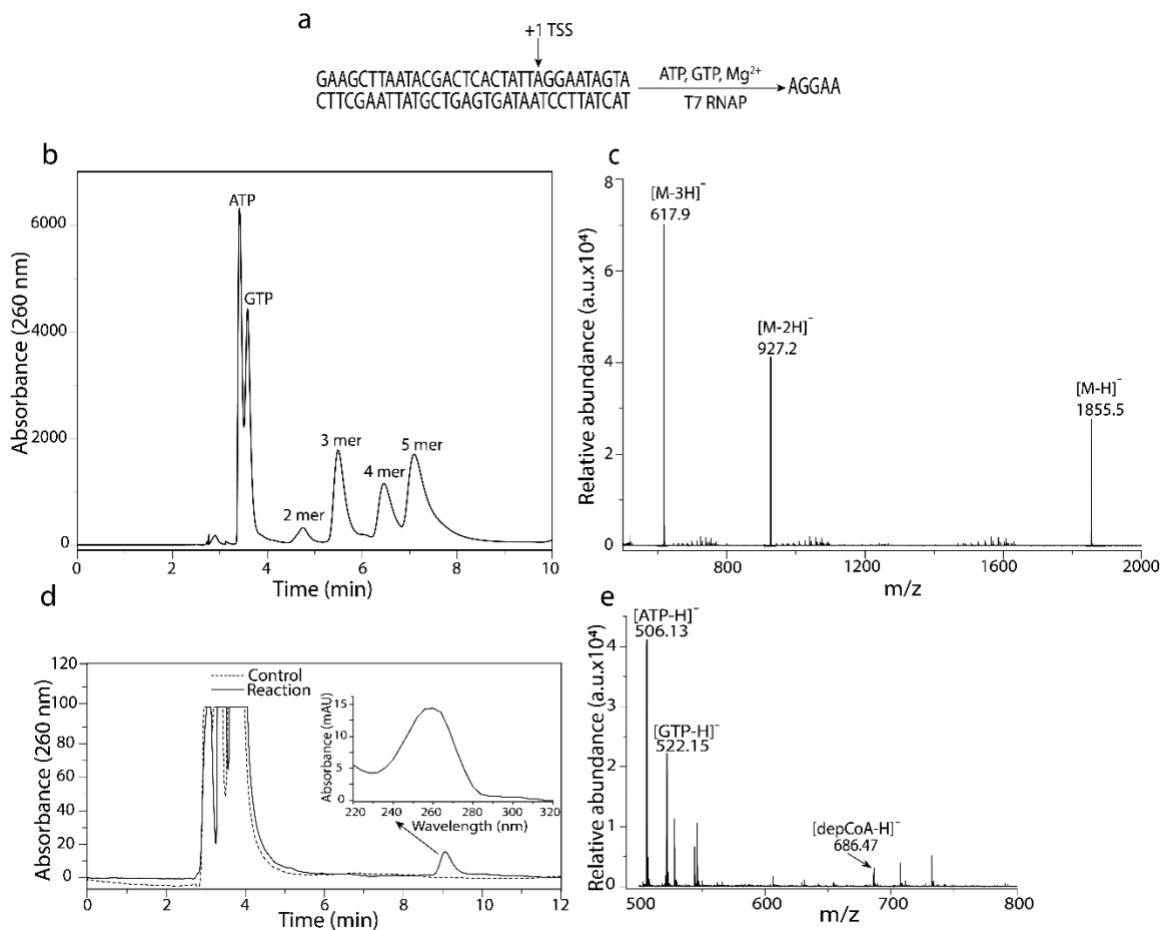 a
+1 TSS
GAAGCTTAATACGACTCACTATTAGGAATAGTA
CTTCGAATTATGCTGAGTGATAATCCTTATCAT
ATP, GTP, Mg²⁺
T7 RNAP
AGGAA
b
Absorbance (260 nm)
6000
4000
2000
0
ATP
GTP
2 mer
3 mer
4 mer
5 mer
0 2 4 6 8 10
Time (min)
c
Relative abundance (a.u.x10⁴)
8
6
4
2
0
[M-3H]⁻
617.9
[M-2H]⁻
927.2
[M-H]⁻
1855.5
800 1200 1600 2000
m/z
d
Absorbance (260 nm)
120
100
80
60
40
20
0
Control
Reaction
Absorbance (mAU)
15
10
5
0
220 240 260 280 300 320
Wavelength (nm)
0 2 4 6 8 10 12
Time (min)
e
Relative abundance (a.u.x10⁴)
4
3
2
1
0
[ATP-H]⁻
506.13
[GTP-H]⁻
522.15
[depCoA-H]⁻
686.47
500 600 700 800
m/z